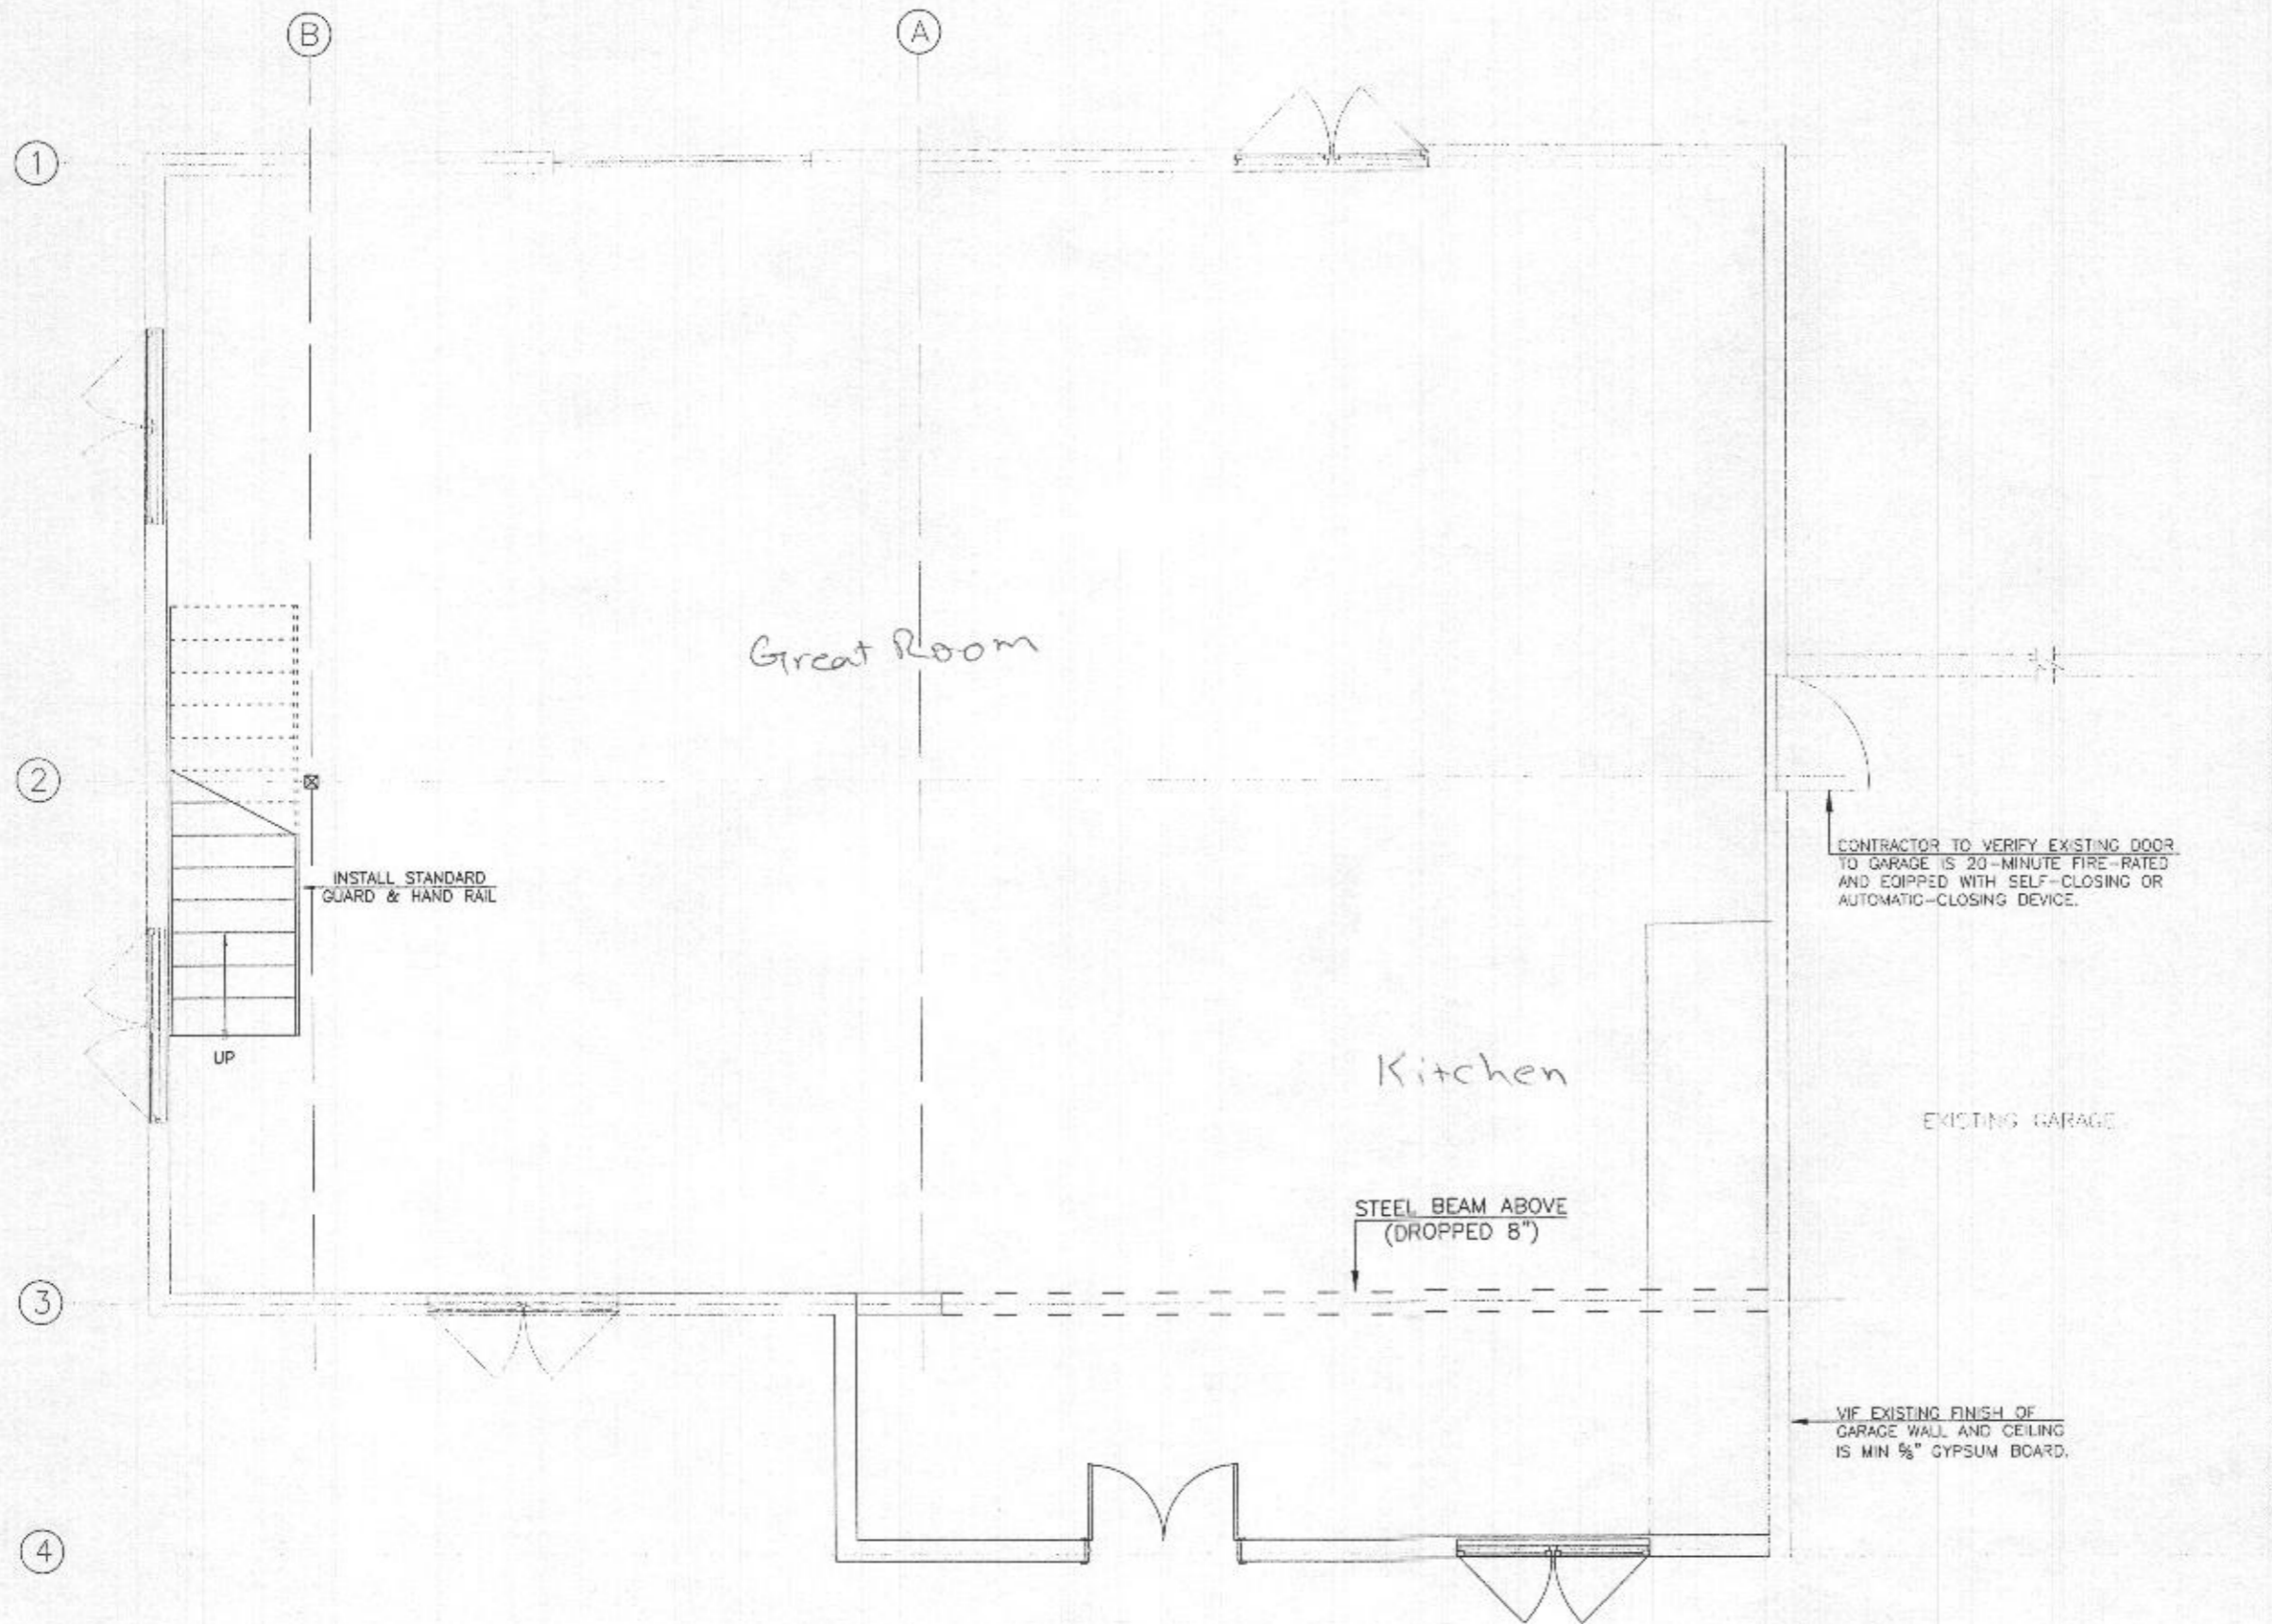 B
A
1
Great Room
2
CONTRACTOR TO VERIFY EXISTING DOOR
TO GARAGE IS 20-MINUTE FIRE-RATED
AND EQIPPED WITH SELF-CLOSING OR
AUTOMATIC-CLOSING DEVICE.
INSTALL STANDARD
GUARD & HAND RAIL
UP
Kitchen
EXISTING GARAGE
STEEL BEAM ABOVE
(DROPPED 8")
3
VIF EXISTING FINISH OF
GARAGE WALL AND CEILING
IS MIN ⅝" GYPSUM BOARD.
4